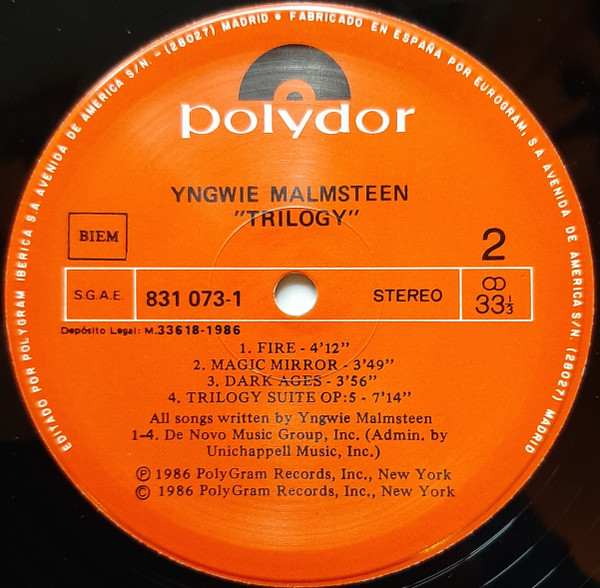 EDITADO POR POLYGRAM IBERICA S.A. AVENIDA DE AMERICA S/N. - (28027) MADRID • FABRICADO EN ESPAÑA POR EUROGRAM, S.A. AVENIDA DE AMERICA S/N. (28027) MADRID
polydor
YNGWIE MALMSTEEN
"TRILOGY"
BIEM
2
S.G.A.E.
831 073-1
STEREO
33 1/3
Depósito Legal: M.33618-1986
1. FIRE - 4'12"
2. MAGIC MIRROR - 3'49"
3. DARK AGES - 3'56"
4. TRILOGY SUITE OP:5 - 7'14"
All songs written by Yngwie Malmsteen
1-4. De Novo Music Group, Inc. (Admin. by
Unichappell Music, Inc.)
Ⓟ 1986 PolyGram Records, Inc., New York
© 1986 PolyGram Records, Inc., New York